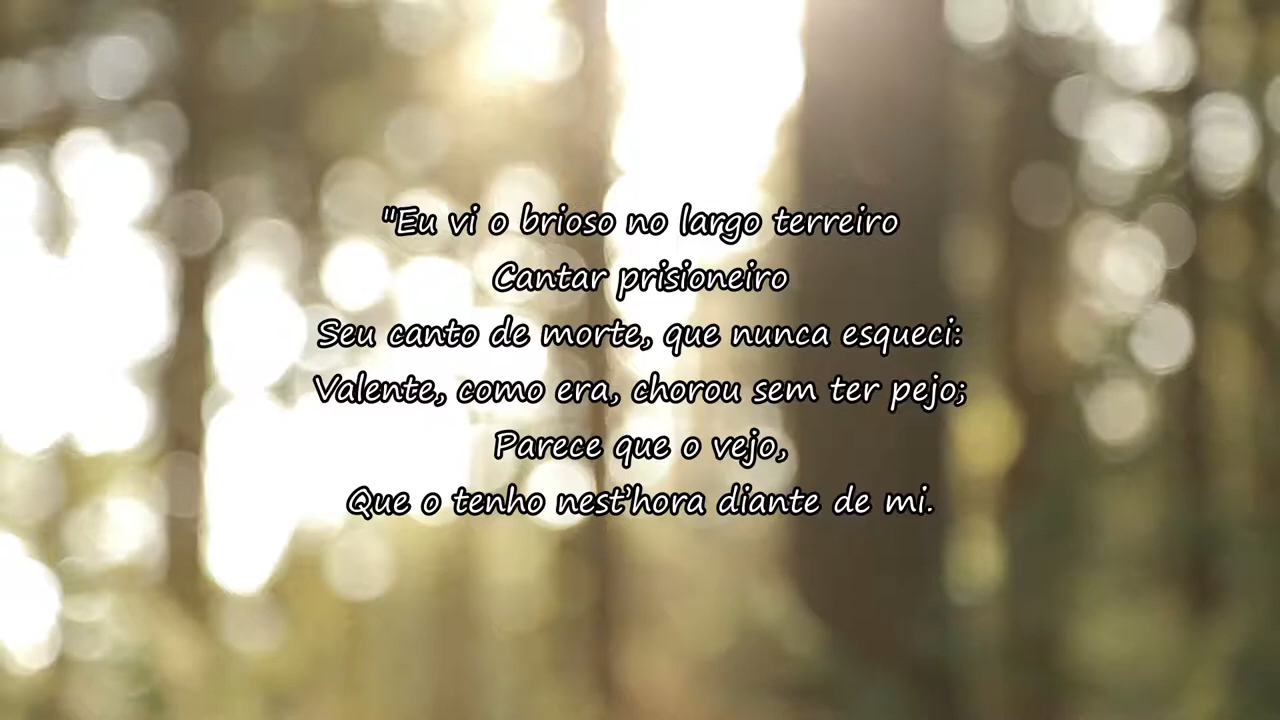 "Eu vi o brioso no largo terreiro
Cantar prisioneiro
Seu canto de morte, que nunca esqueci:
Valente, como era, chorou sem ter pejo;
Parece que o vejo,
Que o tenho nest'hora diante de mi.